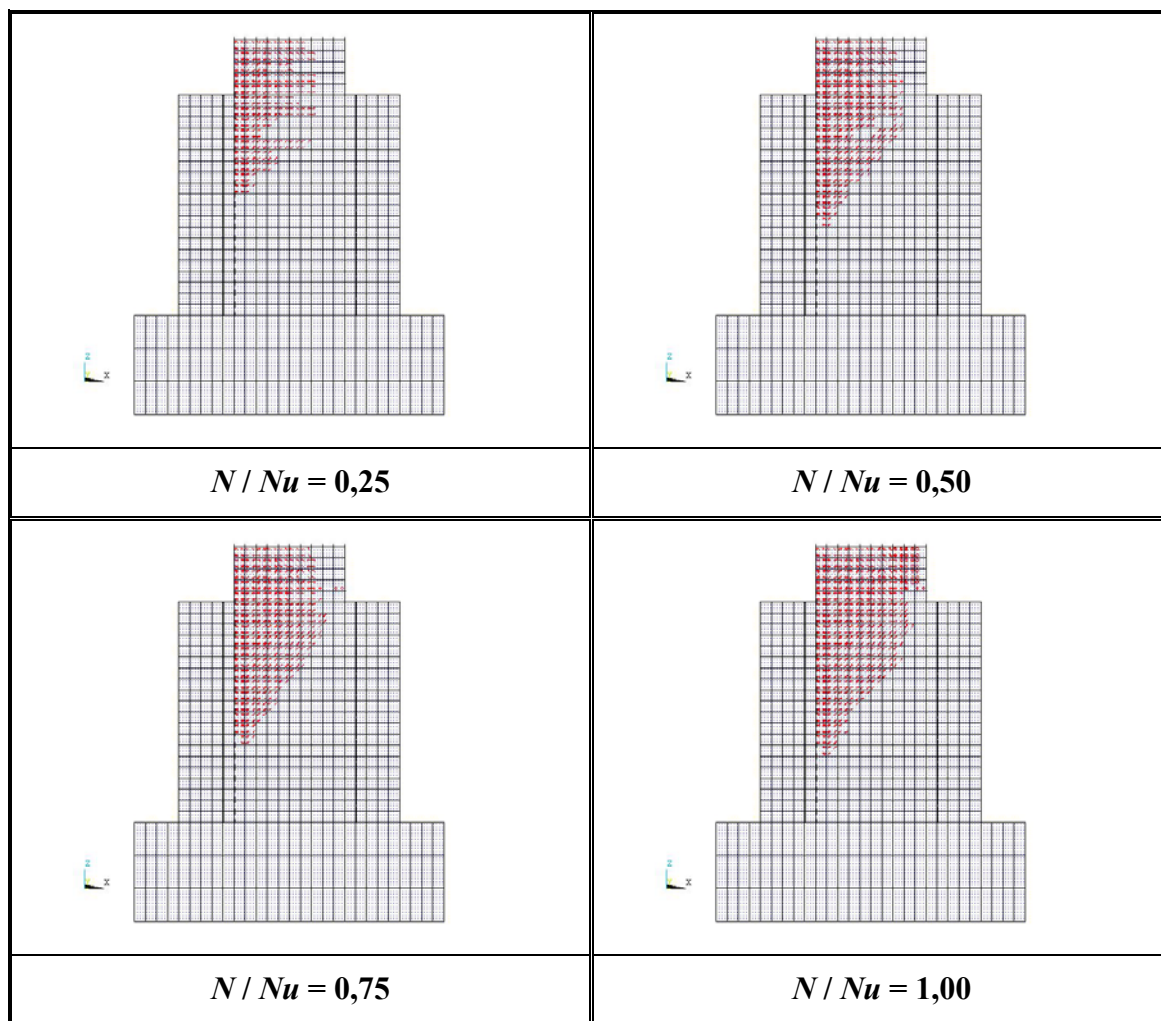 Z
X
Z
X
N / Nu = 0,25
N / Nu = 0,50
Z
X
Z
X
N / Nu = 0,75
N / Nu = 1,00